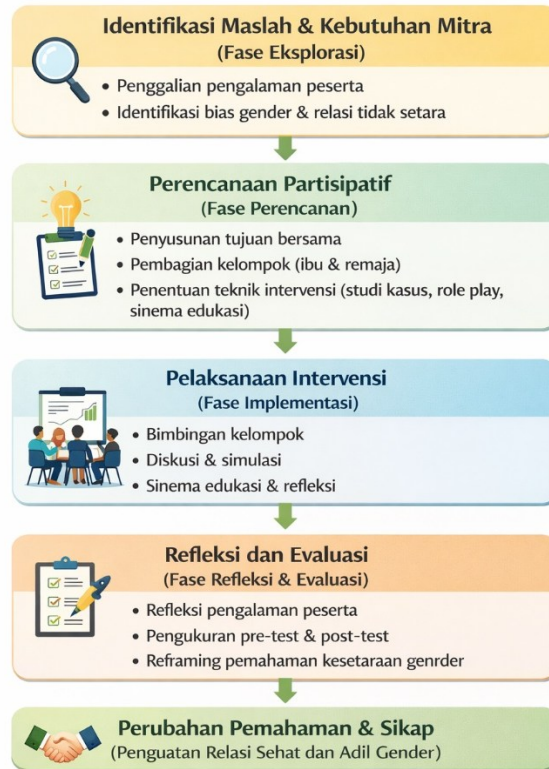 Identifikasi Maslah & Kebutuhan Mitra
(Fase Eksplorasi)
• Penggalian pengalaman peserta
• Identifikasi bias gender & relasi tidak setara
Perencanaan Partisipatif
(Fase Perencanan)
• Penyusunan tujuan bersama
• Pembagian kelompok (ibu & remaja)
• Penentuan teknik intervensi (studi kasus, role play,
sinema edukasi)
Pelaksanaan Intervensi
(Fase Implementasi)
• Bimbingan kelompok
• Diskusi & simulasi
• Sinema edukasi & refleksi
Refleksi dan Evaluasi
(Fase Refleksi & Evaluasi)
• Refleksi pengalaman peserta
• Pengukuran pre-test & post-test
• Reframing pemahaman kesetaraan genrder
Perubahan Pemahaman & Sikap
(Penguatan Relasi Sehat dan Adil Gender)